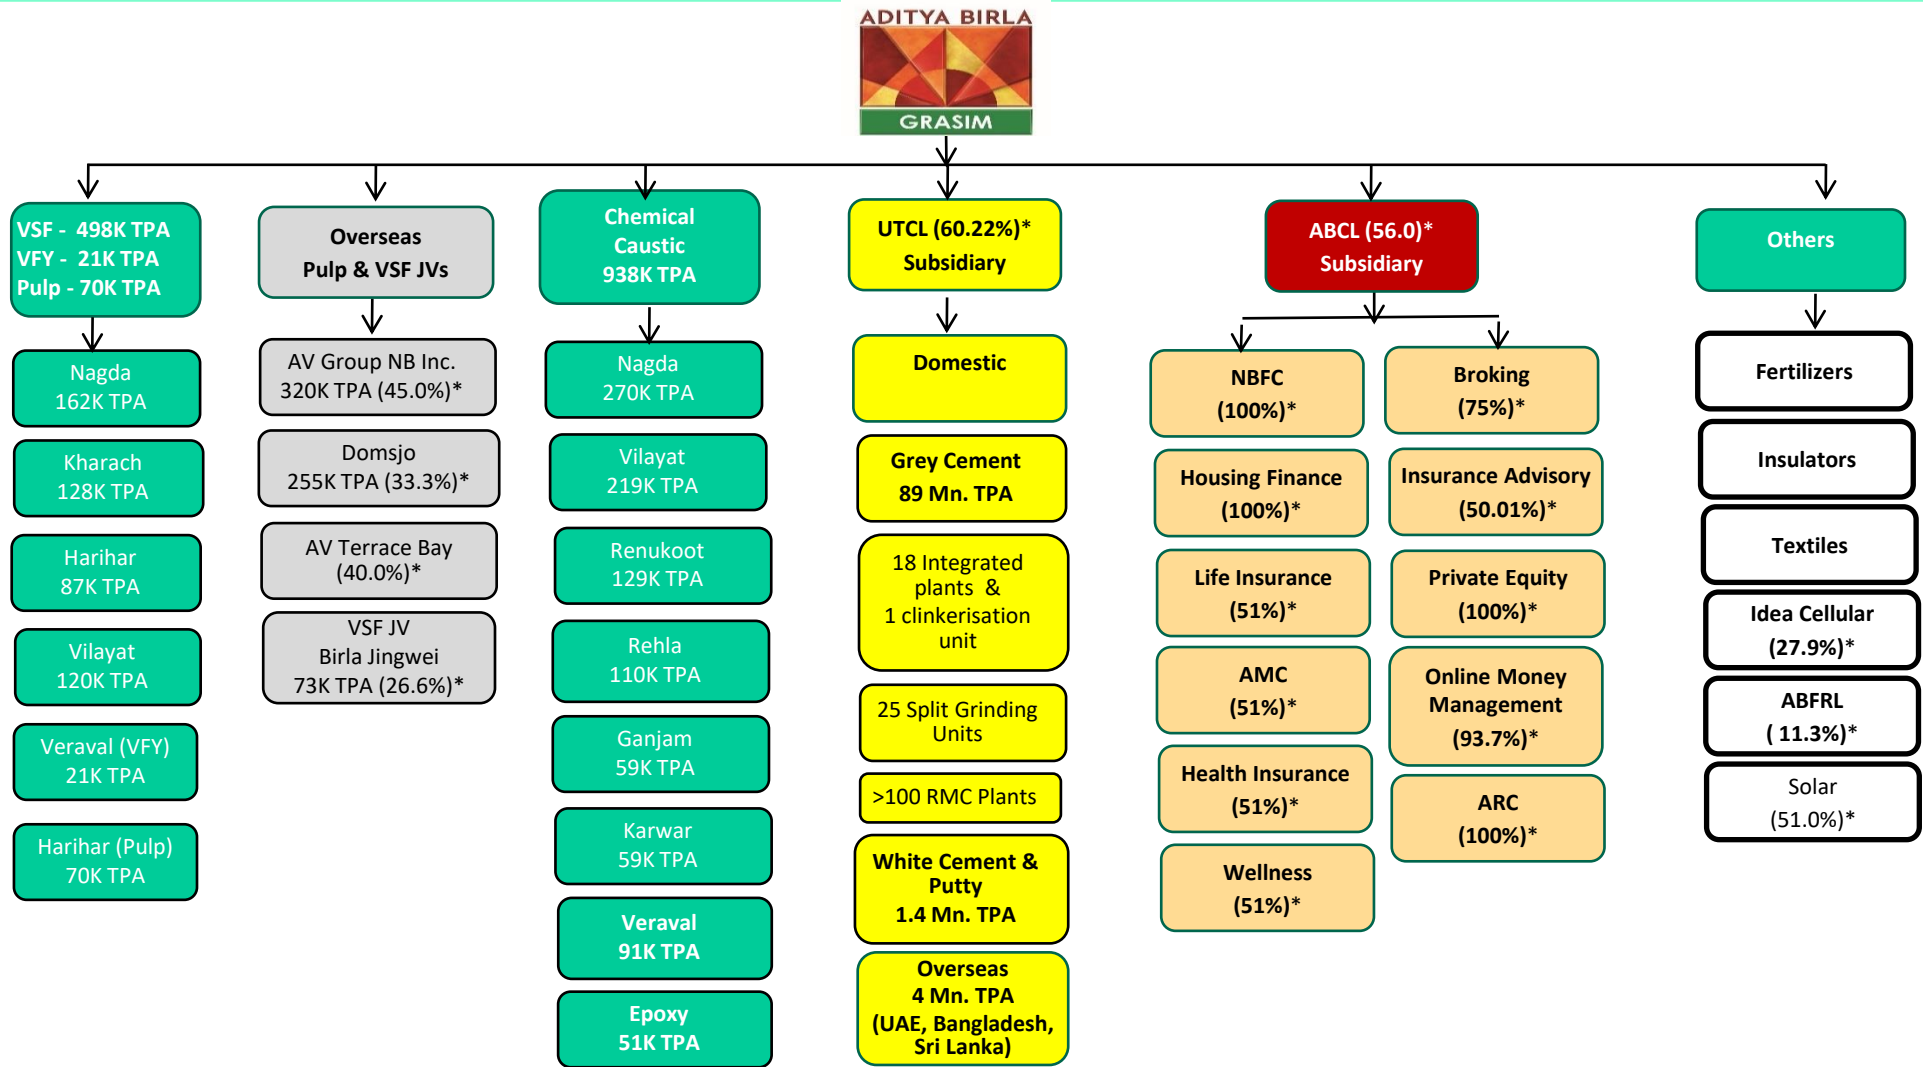 ADITYA BIRLA
GRASIM
VSF - 498K TPA
VFY - 21K TPA
Pulp - 70K TPA
Nagda
162K TPA
Kharach
128K TPA
Harihar
87K TPA
Vilayat
120K TPA
Veraval (VFY)
21K TPA
Harihar (Pulp)
70K TPA
Overseas
Pulp & VSF JVs
AV Group NB Inc.
320K TPA (45.0%)*
Domsjo
255K TPA (33.3%)*
AV Terrace Bay
(40.0%)*
VSF JV
Birla Jingwei
73K TPA (26.6%)*
Chemical
Caustic
938K TPA
Nagda
270K TPA
Vilayat
219K TPA
Renukoot
129K TPA
Rehla
110K TPA
Ganjam
59K TPA
Karwar
59K TPA
Veraval
91K TPA
Epoxy
51K TPA
UTCL (60.22%)*
Subsidiary
Domestic
Grey Cement
89 Mn. TPA
18 Integrated
plants &
1 clinkerisation
unit
25 Split Grinding
Units
>100 RMC Plants
White Cement &
Putty
1.4 Mn. TPA
Overseas
4 Mn. TPA
(UAE, Bangladesh,
Sri Lanka)
ABCL (56.0)*
Subsidiary
NBFC
(100%)*
Housing Finance
(100%)*
Life Insurance
(51%)*
AMC
(51%)*
Health Insurance
(51%)*
Wellness
(51%)*
Broking
(75%)*
Insurance Advisory
(50.01%)*
Private Equity
(100%)*
Online Money
Management
(93.7%)*
ARC
(100%)*
Others
Fertilizers
Insulators
Textiles
Idea Cellular
(27.9%)*
ABFRL
( 11.3%)*
Solar
(51.0%)*